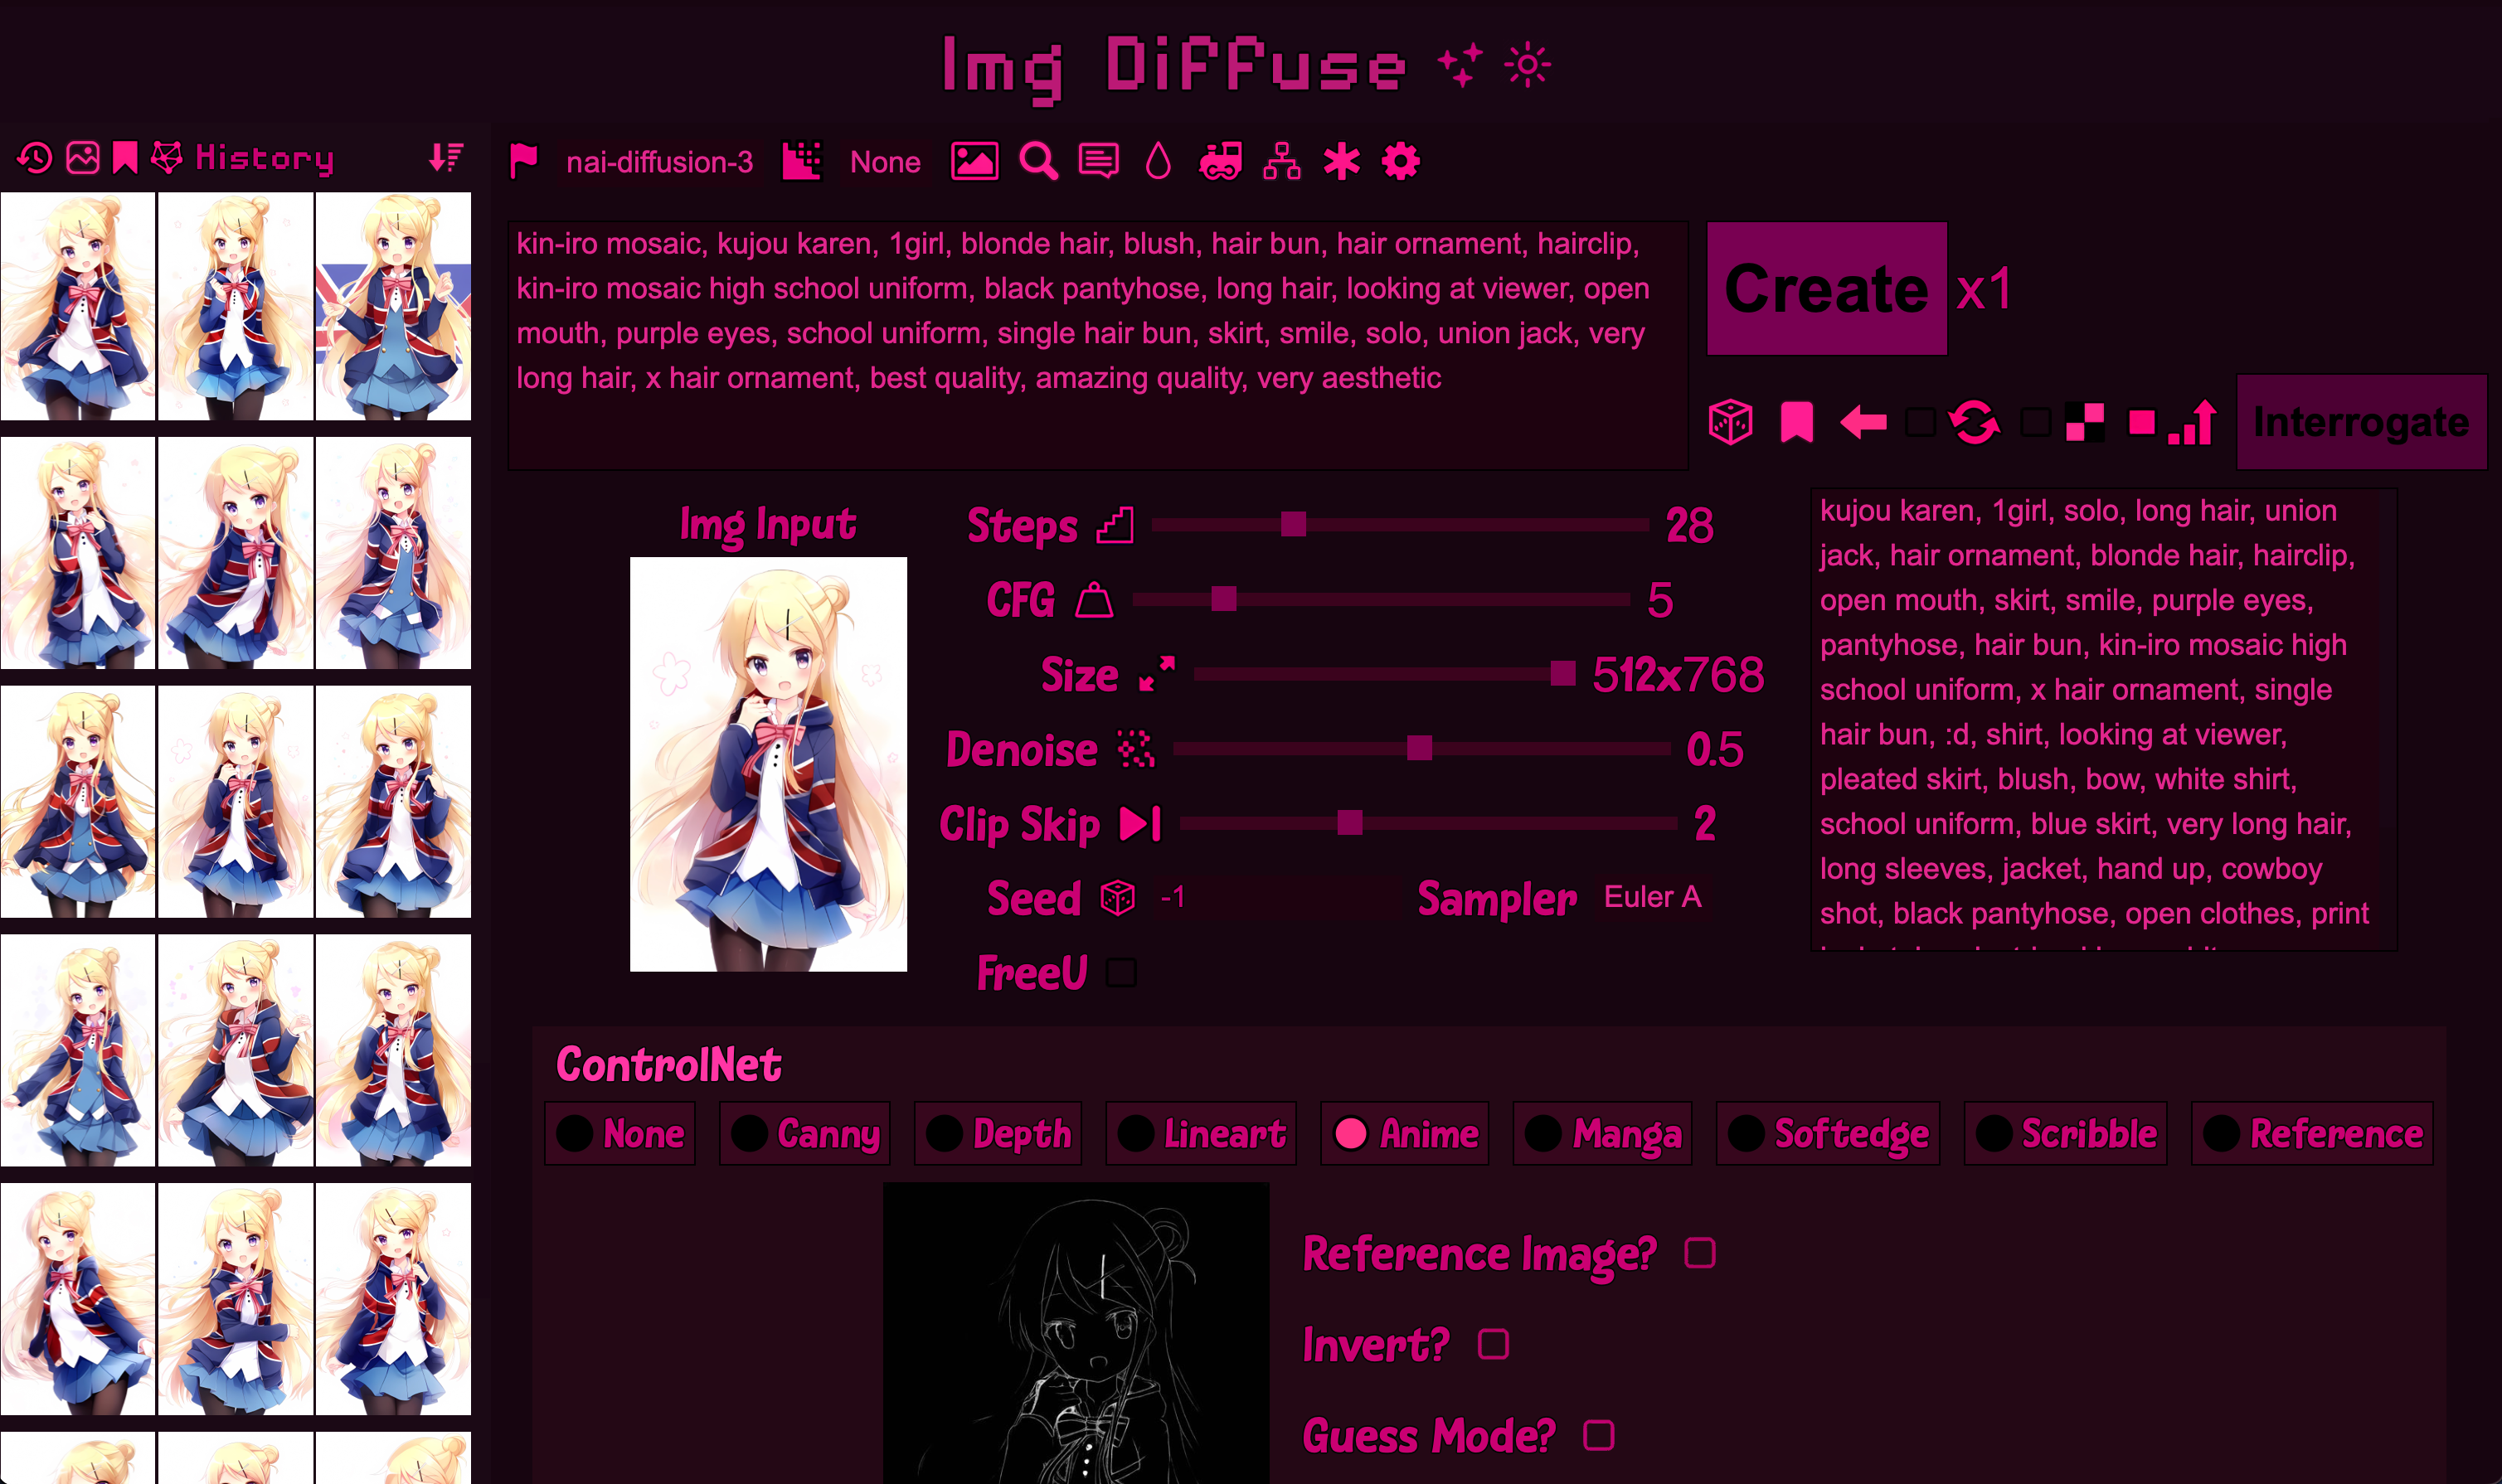 Img Diffuse
History
nai-diffusion-3
None
kin-iro mosaic, kujou karen, 1girl, blonde hair, blush, hair bun, hair ornament, hairclip,
kin-iro mosaic high school uniform, black pantyhose, long hair, looking at viewer, open
mouth, purple eyes, school uniform, single hair bun, skirt, smile, solo, union jack, very
long hair, x hair ornament, best quality, amazing quality, very aesthetic
Create x1
Interrogate
Img Input
Steps 28
CFG 5
Size 512x768
Denoise 0.5
Clip Skip 2
Seed -1
Sampler Euler A
FreeU
kujou karen, 1girl, solo, long hair, union
jack, hair ornament, blonde hair, hairclip,
open mouth, skirt, smile, purple eyes,
pantyhose, hair bun, kin-iro mosaic high
school uniform, x hair ornament, single
hair bun, :d, shirt, looking at viewer,
pleated skirt, blush, bow, white shirt,
school uniform, blue skirt, very long hair,
long sleeves, jacket, hand up, cowboy
shot, black pantyhose, open clothes, print
ControlNet
None
Canny
Depth
Lineart
Anime
Manga
Softedge
Scribble
Reference
Reference Image?
Invert?
Guess Mode?